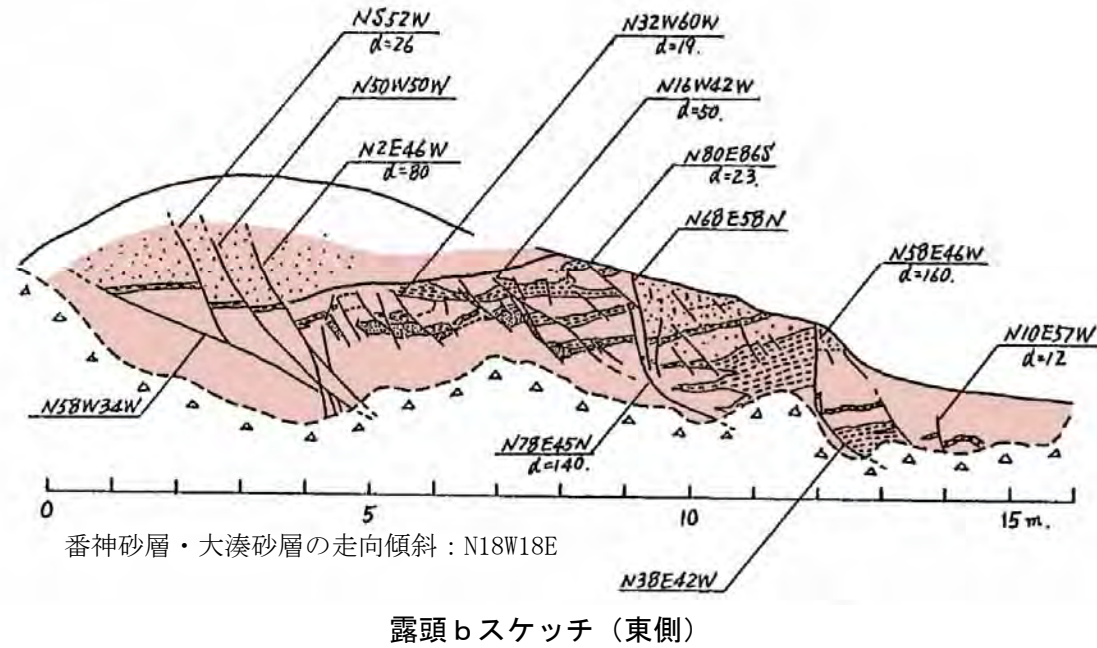 NS52W
d=26
N32W60W
d=19.
N50W50W
N16W42W
d=50.
N2E46W
d=80
N80E86S
d=23.
N68E58N
N58E46W
d=160.
N10E57W
d=12
N58W34W
N78E45N
d=140.
0
5
10
15 m.
番神砂層・大湊砂層の走向傾斜：N18W18E
N38E42W
露頭bスケッチ（東側）